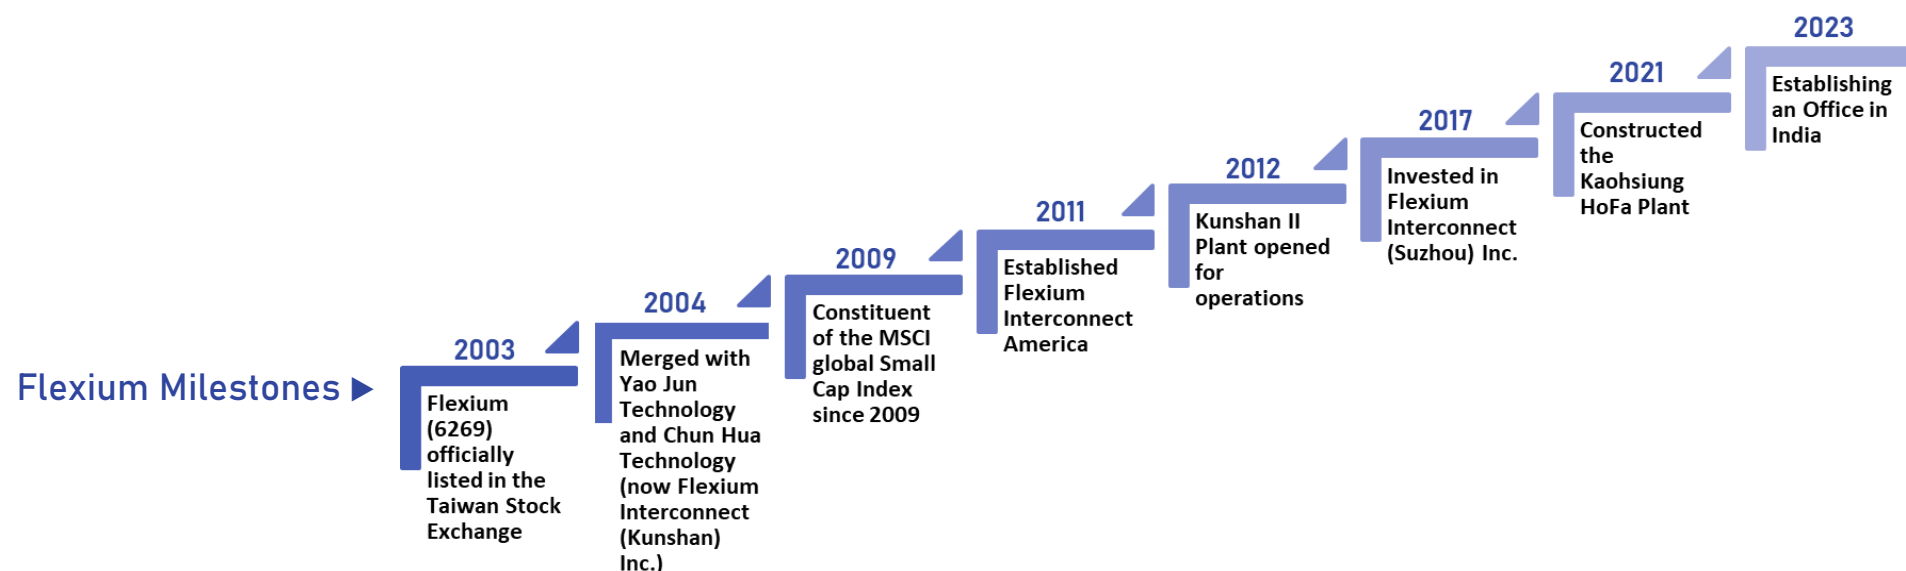 Flexium Milestones
2003
Flexium
(6269)
officially
listed in the
Taiwan Stock
Exchange
2004
Merged with
Yao Jun
Technology
and Chun Hua
Technology
(now Flexium
Interconnect
(Kunshan)
Inc.)
2009
Constituent
of the MSCI
global Small
Cap Index
since 2009
2011
Established
Flexium
Interconnect
America
2012
Kunshan II
Plant opened
for
operations
2017
Invested in
Flexium
Interconnect
(Suzhou) Inc.
2021
Constructed
the
Kaohsiung
HoFa Plant
2023
Establishing
an Office in
India